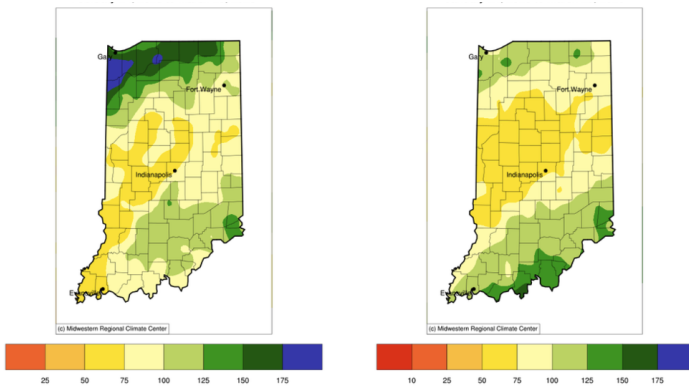 Gary
Fort Wayne
Indianapolis
Evansville
(c) Midwestern Regional Climate Center
25 50 75 100 125 150 175
Gary
Fort Wayne
Indianapolis
Evansville
(c) Midwestern Regional Climate Center
10 25 50 75 100 125 150 175